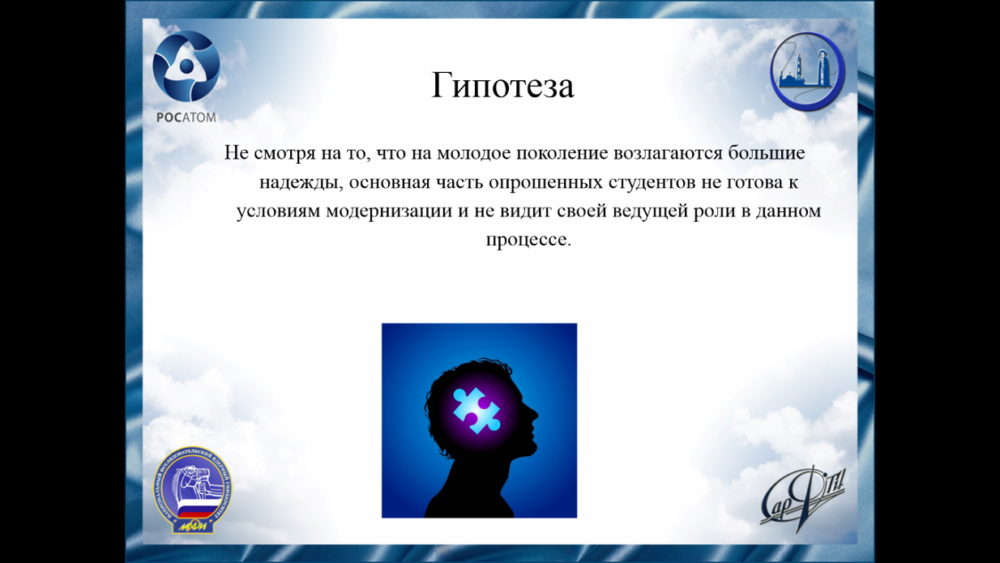 Гипотеза
РОСАТОМ
Не смотря на то, что на молодое поколение возлагаются большие
надежды, основная часть опрошенных студентов не готова к
условиям модернизации и не видит своей ведущей роли в данном
процессе.
НАЦИОНАЛЬНЫЙ ИССЛЕДОВАТЕЛЬСКИЙ ЯДЕРНЫЙ УНИВЕРСИТЕТ
МИФИ
СарФТИ